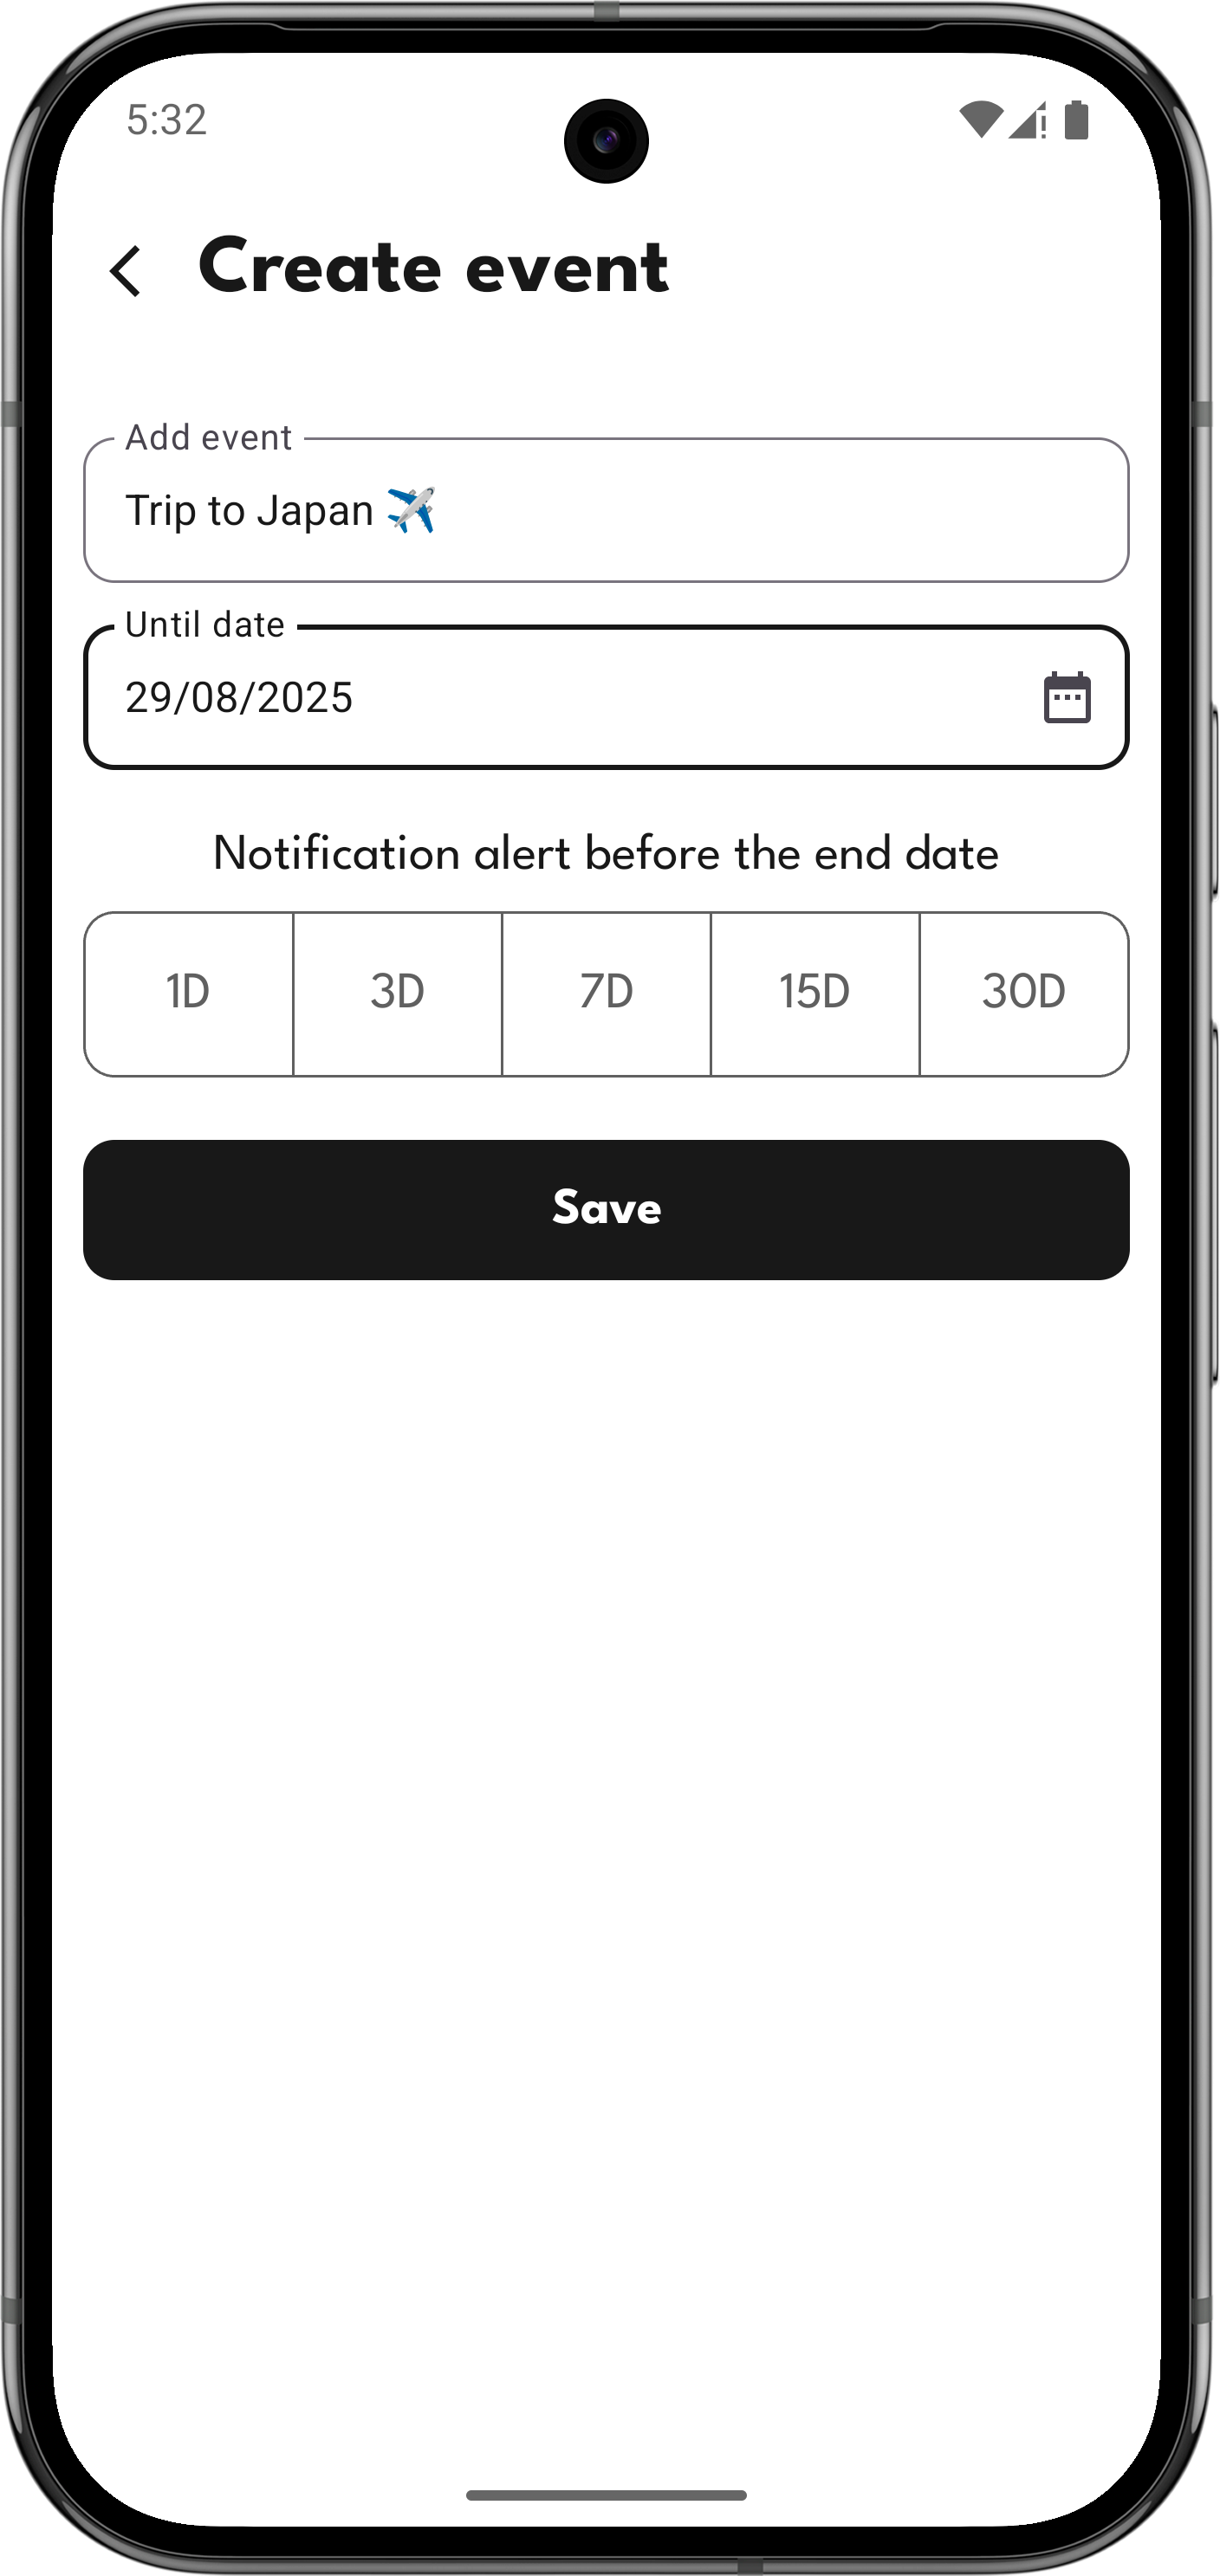 5:32
Create event
Add event
Trip to Japan ✈️
Until date
29/08/2025
Notification alert before the end date
1D 3D 7D 15D 30D
Save